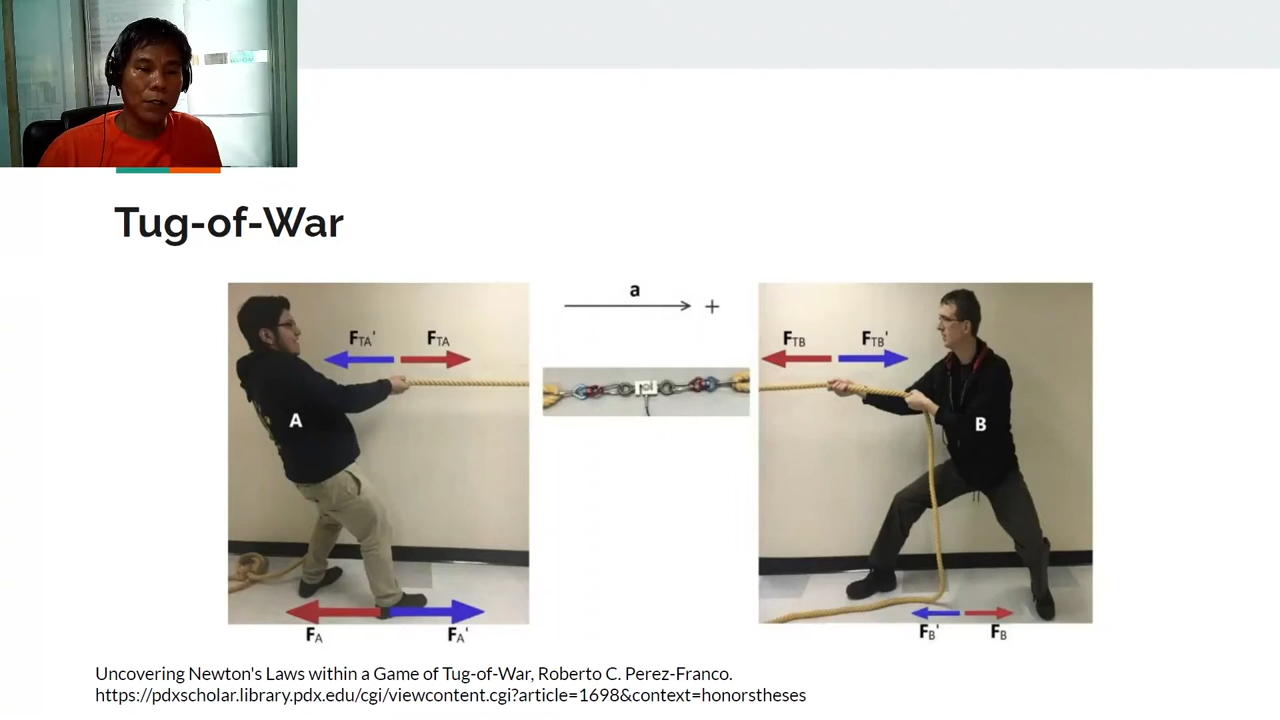 Tug-of-War
a
+
FTA'
FTA
FTB
FTB'
A
B
FA
FA'
FB'
FB
Uncovering Newton's Laws within a Game of Tug-of-War, Roberto C. Perez-Franco.
https://pdxscholar.library.pdx.edu/cgi/viewcontent.cgi?article=1698&context=honorstheses